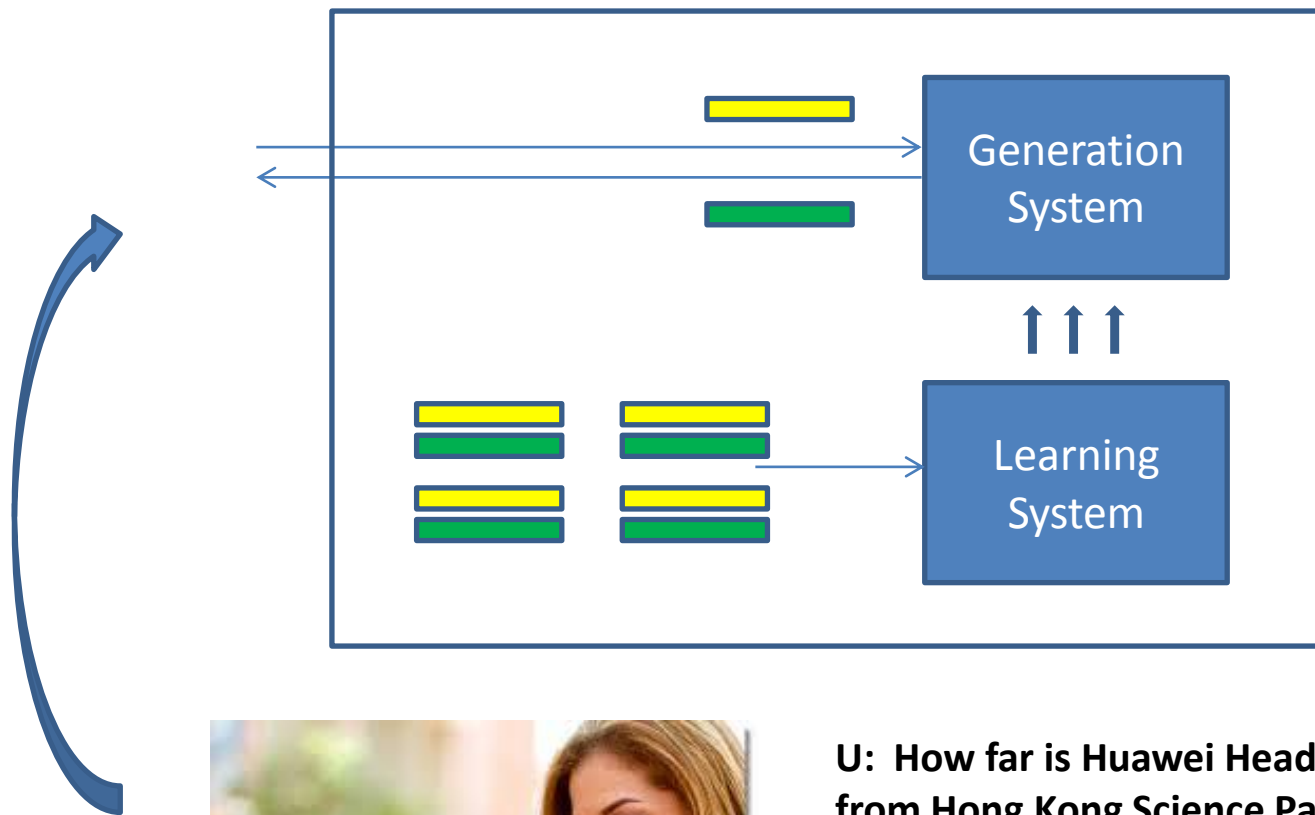 Generation
System
Learning
System
U: How far is Huawei Head
from Hong Kong Science Pa